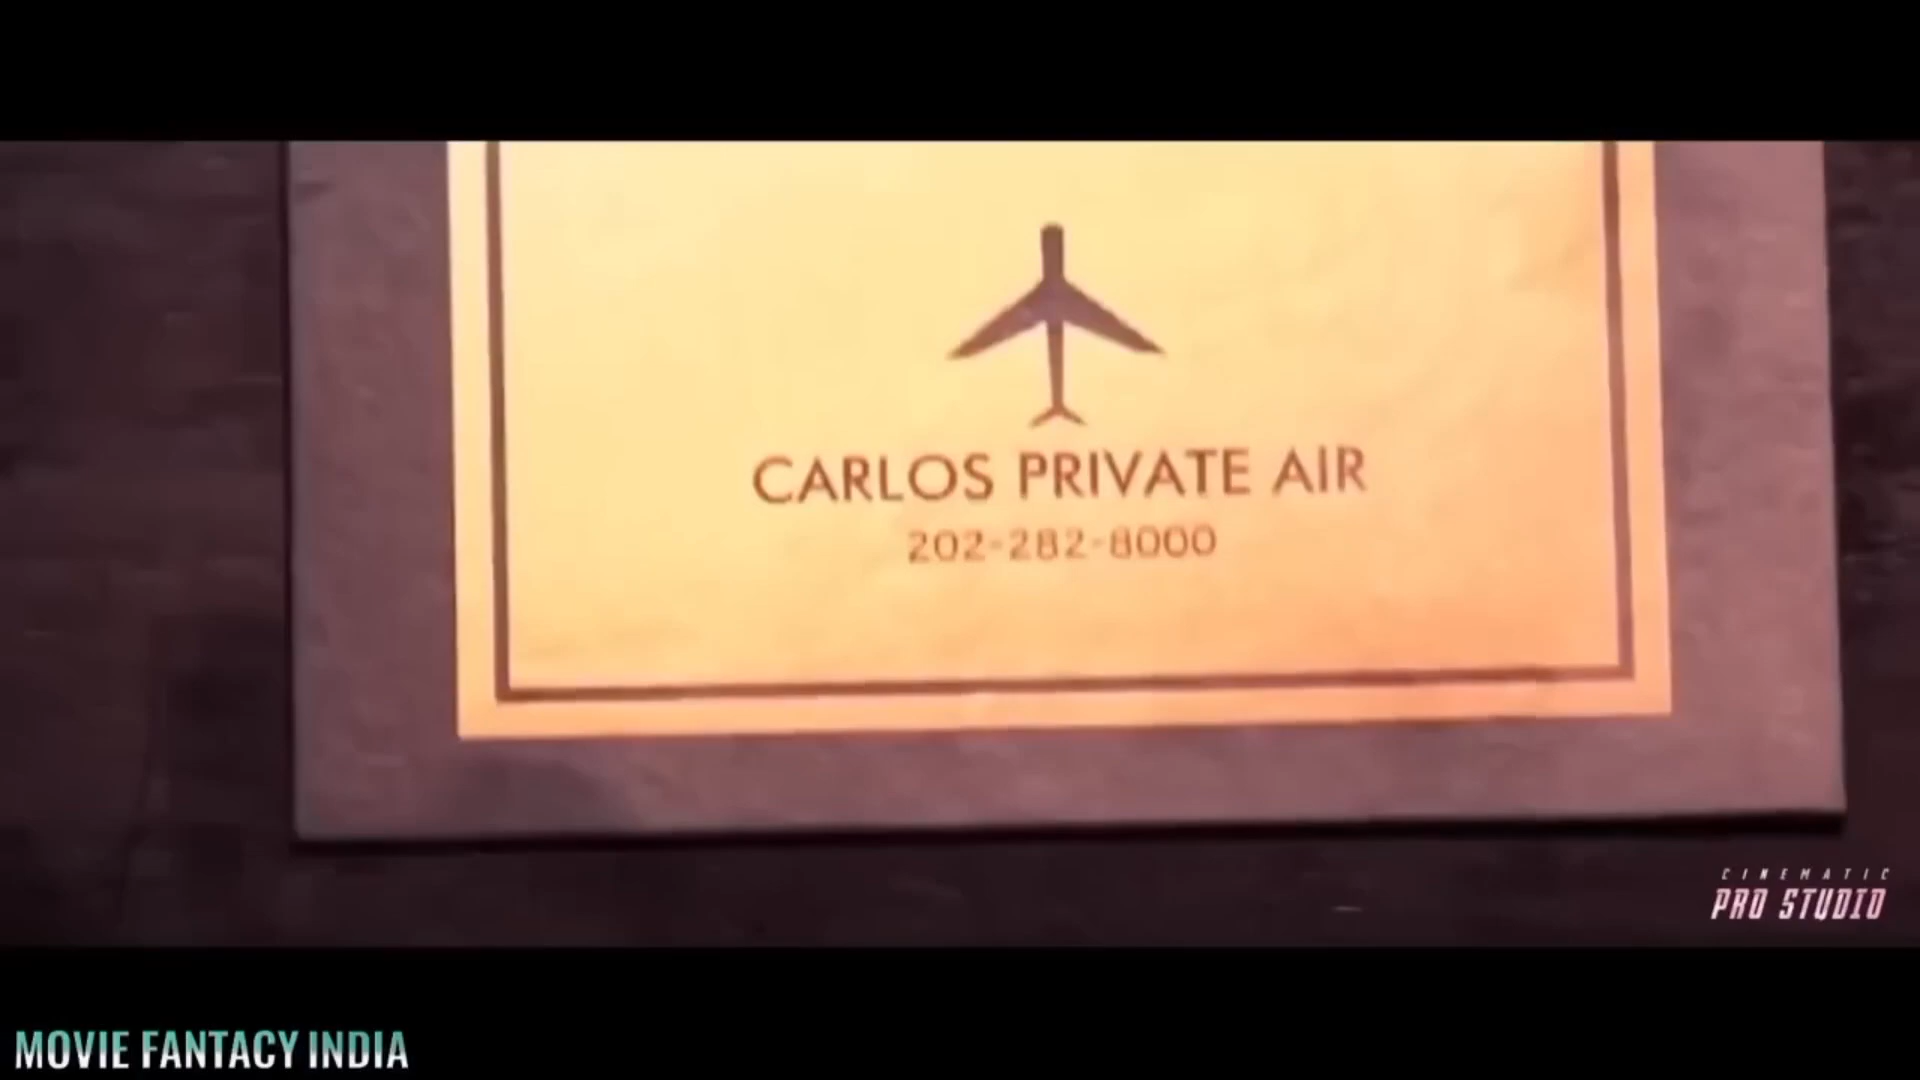 CARLOS PRIVATE AIR
202-282-8000
CINEMATIC
PRO STUDIO
MOVIE FANTACY INDIA